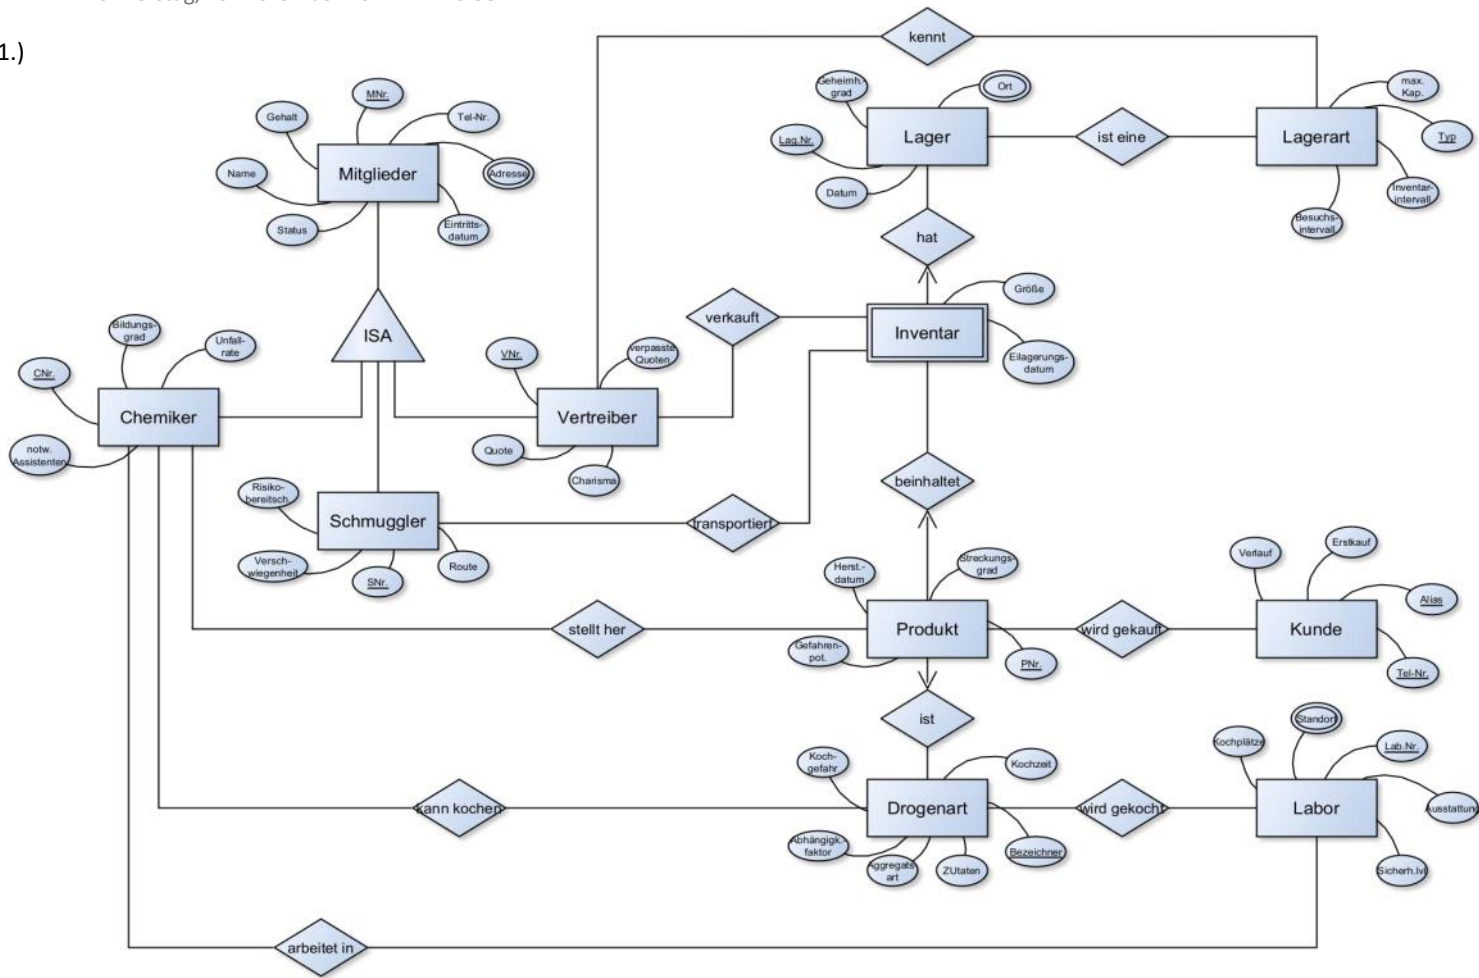 1.)
kennt
Geheimh.-
grad
Ort
max.
Kap.
MNr.
Gehalt
Tel-Nr.
Lag.Nr.
Lager
ist eine
Lagerart
Typ
Name
Mitglieder
Adresse
Datum
Inventar-
intervall
Status
Eintritts-
datum
Besuchs-
intervall
hat
Größe
Bildungs-
grad
Unfall-
rate
ISA
verkauft
Inventar
VNr.
verpasste
Quoten
Eilagerungs-
datum
CNr.
Chemiker
Vertreiber
notw.
Assistenten
Quote
Charisma
beinhaltet
Risiko-
bereitsch.
Schmuggler
transportiert
Versch-
wiegenheit
SNr.
Route
Herst.-
datum
Streckungs-
grad
Verlauf
Erstkauf
Alias
stellt her
Produkt
wird gekauft
Kunde
Gefahren-
pot.
PNr.
Tel-Nr.
ist
Standort
Kochplätze
Lab.Nr.
Koch-
gefahr
Kochzeit
kann kochen
Drogenart
wird gekocht
Labor
Ausstattung
Abhängigk.-
faktor
Aggregats
art
ZUtaten
Bezeichner
Sicherh.lvl
arbeitet in